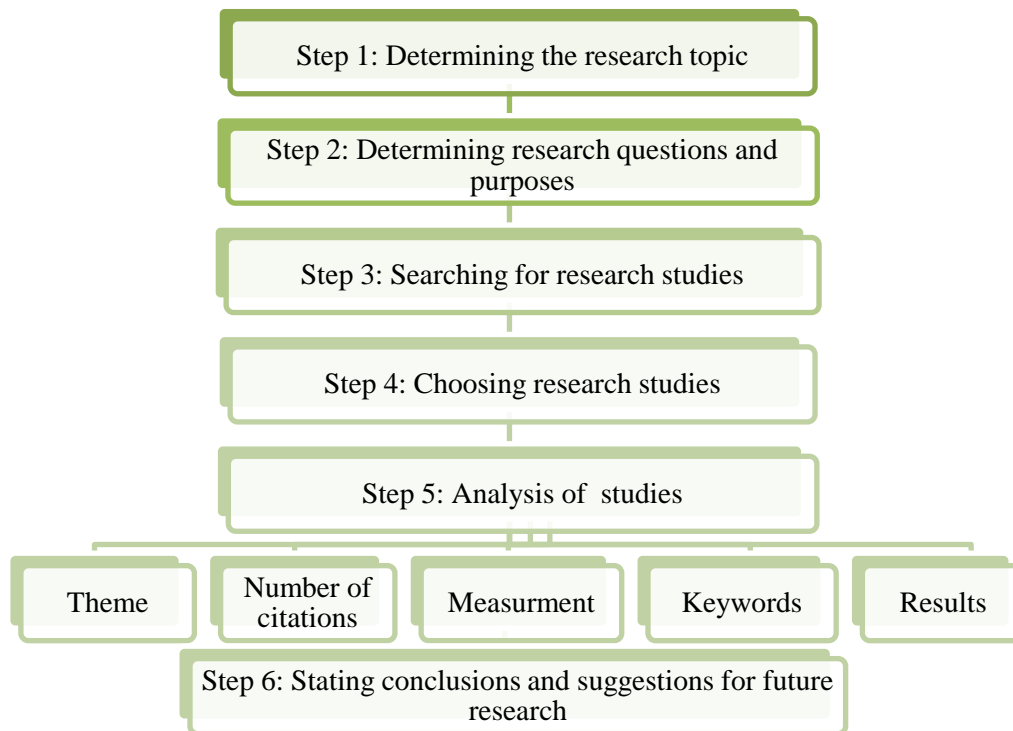 Step 1: Determining the research topic
Step 2: Determining research questions and
purposes
Step 3: Searching for research studies
Step 4: Choosing research studies
Step 5: Analysis of studies
Theme
Number of
citations
Measurment
Keywords
Results
Step 6: Stating conclusions and suggestions for future
research